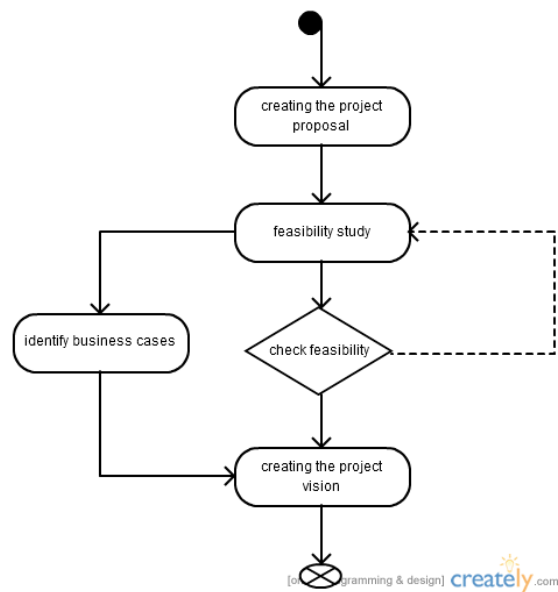 creating the project
proposal
feasibility study
identify business cases
check feasibility
creating the project
vision
gramming & design]
creately.com